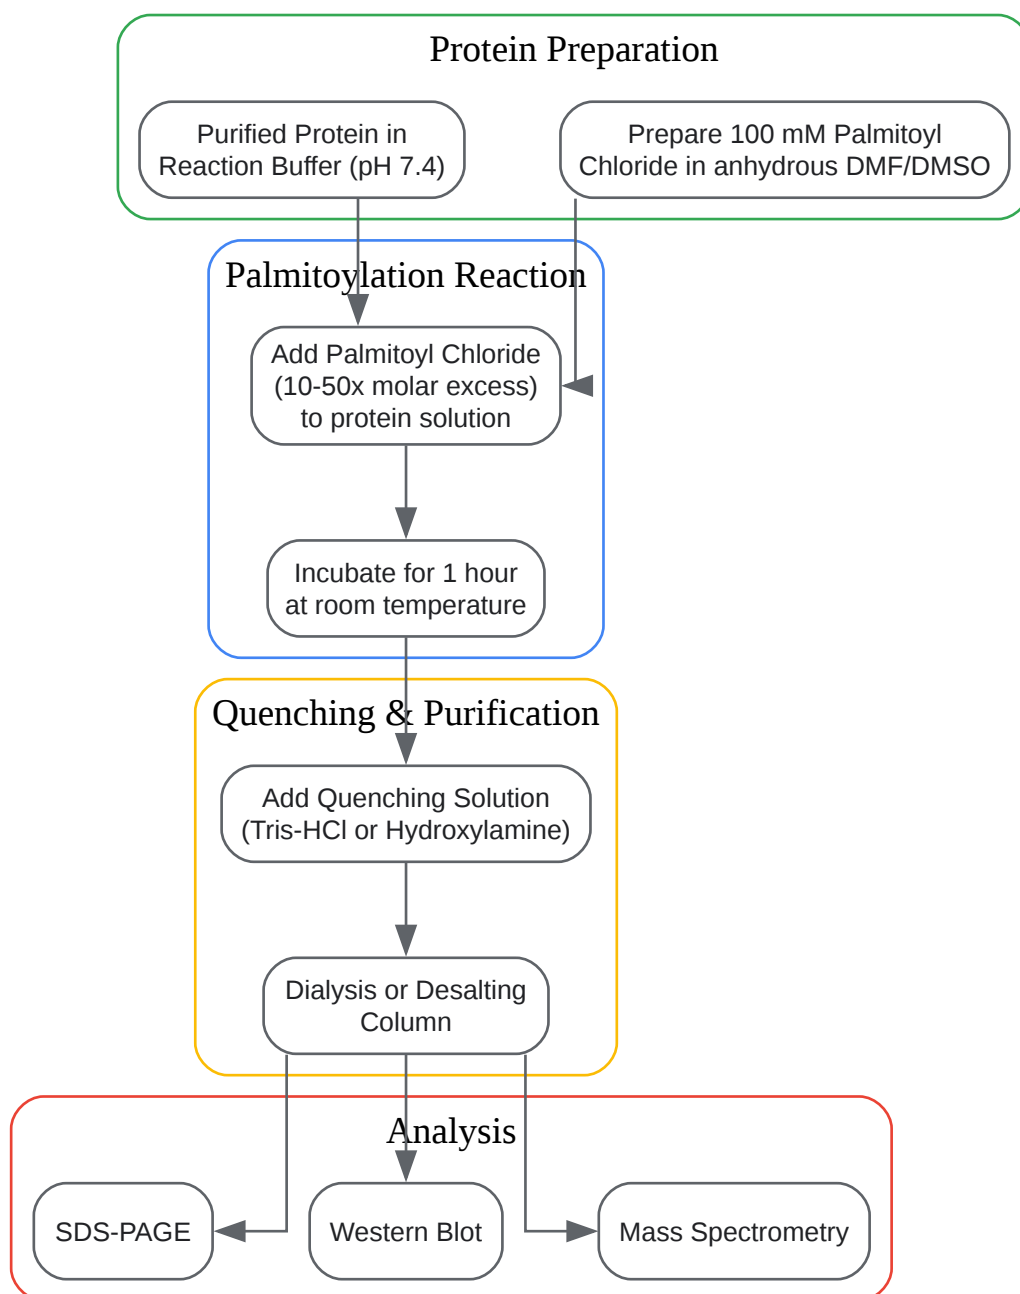 Protein Preparation
Purified Protein in
Reaction Buffer (pH 7.4)
Prepare 100 mM Palmitoyl
Chloride in anhydrous DMF/DMSO
Palmitoylation Reaction
Add Palmitoyl Chloride
(10-50x molar excess)
to protein solution
Incubate for 1 hour
at room temperature
Quenching & Purification
Add Quenching Solution
(Tris-HCl or Hydroxylamine)
Dialysis or Desalting
Column
Analysis
SDS-PAGE
Western Blot
Mass Spectrometry